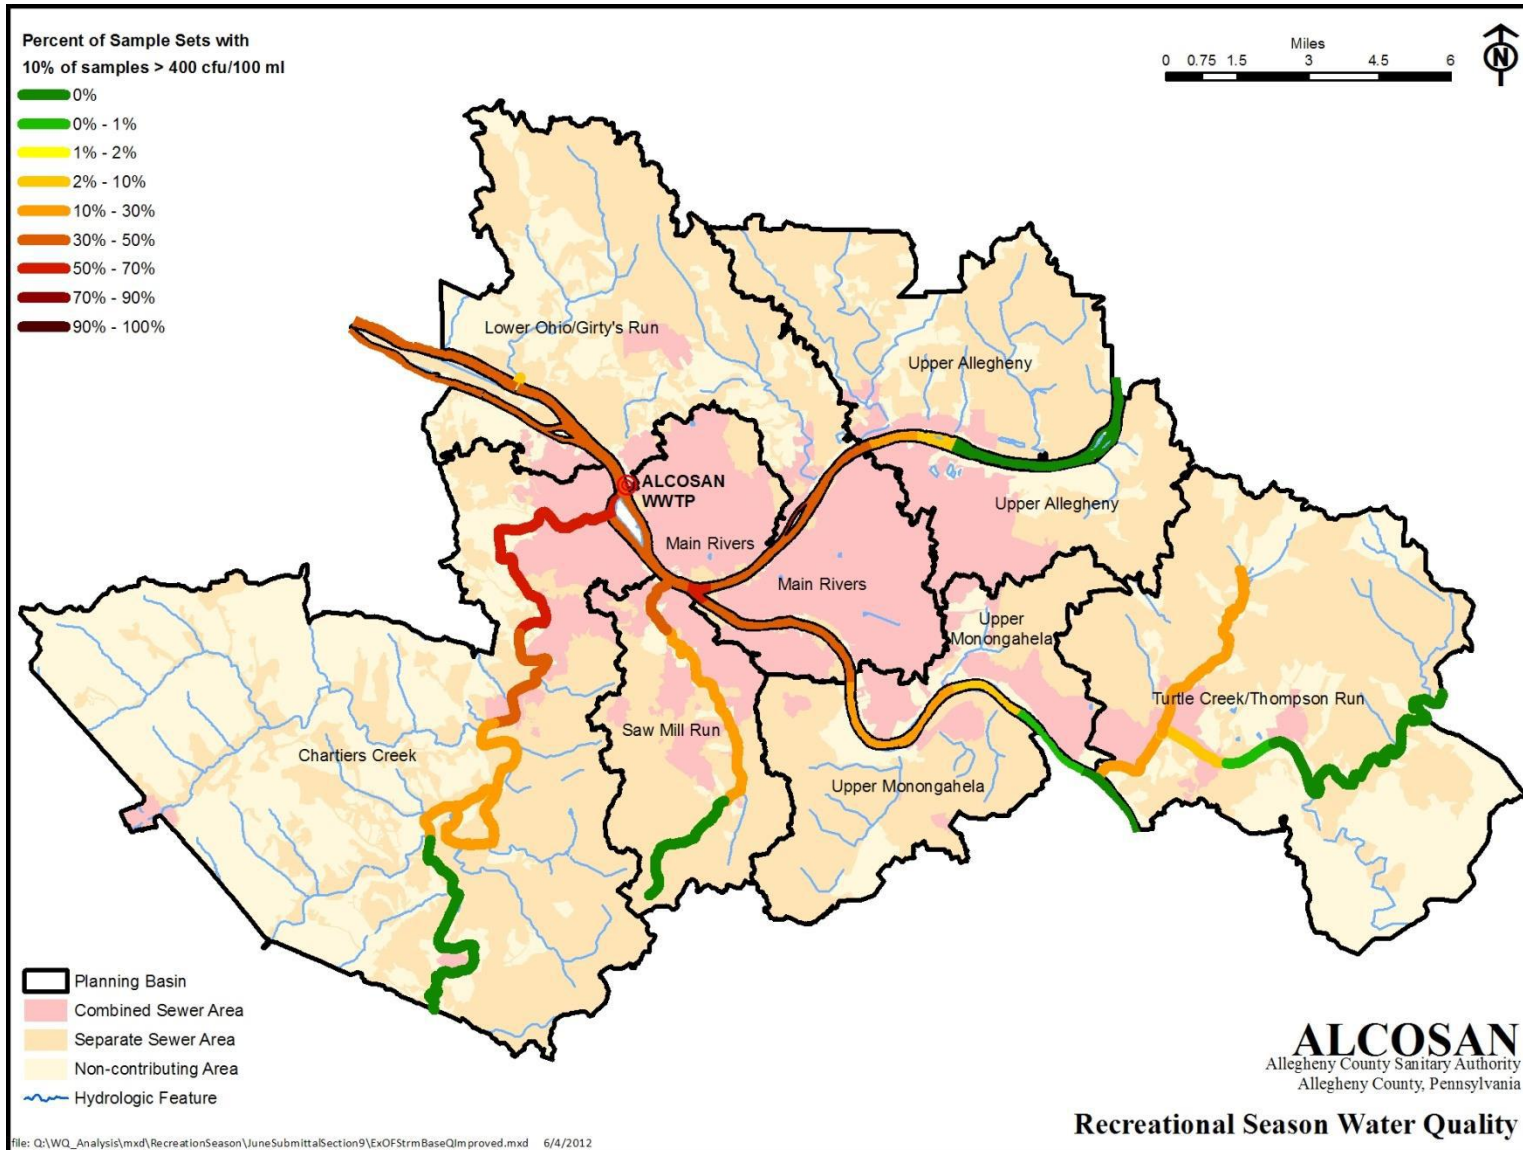 Percent of Sample Sets with
10% of samples > 400 cfu/100 ml
0%
0% - 1%
1% - 2%
2% - 10%
10% - 30%
30% - 50%
50% - 70%
70% - 90%
90% - 100%
Miles
0 0.75 1.5 3 4.5 6
N
Lower Ohio/Girty's Run
Upper Allegheny
ALCOSAN
WWTP
Upper Allegheny
Main Rivers
Main Rivers
Upper
Monongahela
Turtle Creek/Thompson Run
Saw Mill Run
Chartiers Creek
Upper Monongahela
Planning Basin
Combined Sewer Area
Separate Sewer Area
Non-contributing Area
Hydrologic Feature
ALCOSAN
Allegheny County Sanitary Authority
Allegheny County, Pennsylvania
Recreational Season Water Quality
file: Q:\WQ_Analysis\mxd\RecreationSeason\JuneSubmittalSection9\ExOFStrmBaseQImproved.mxd 6/4/2012